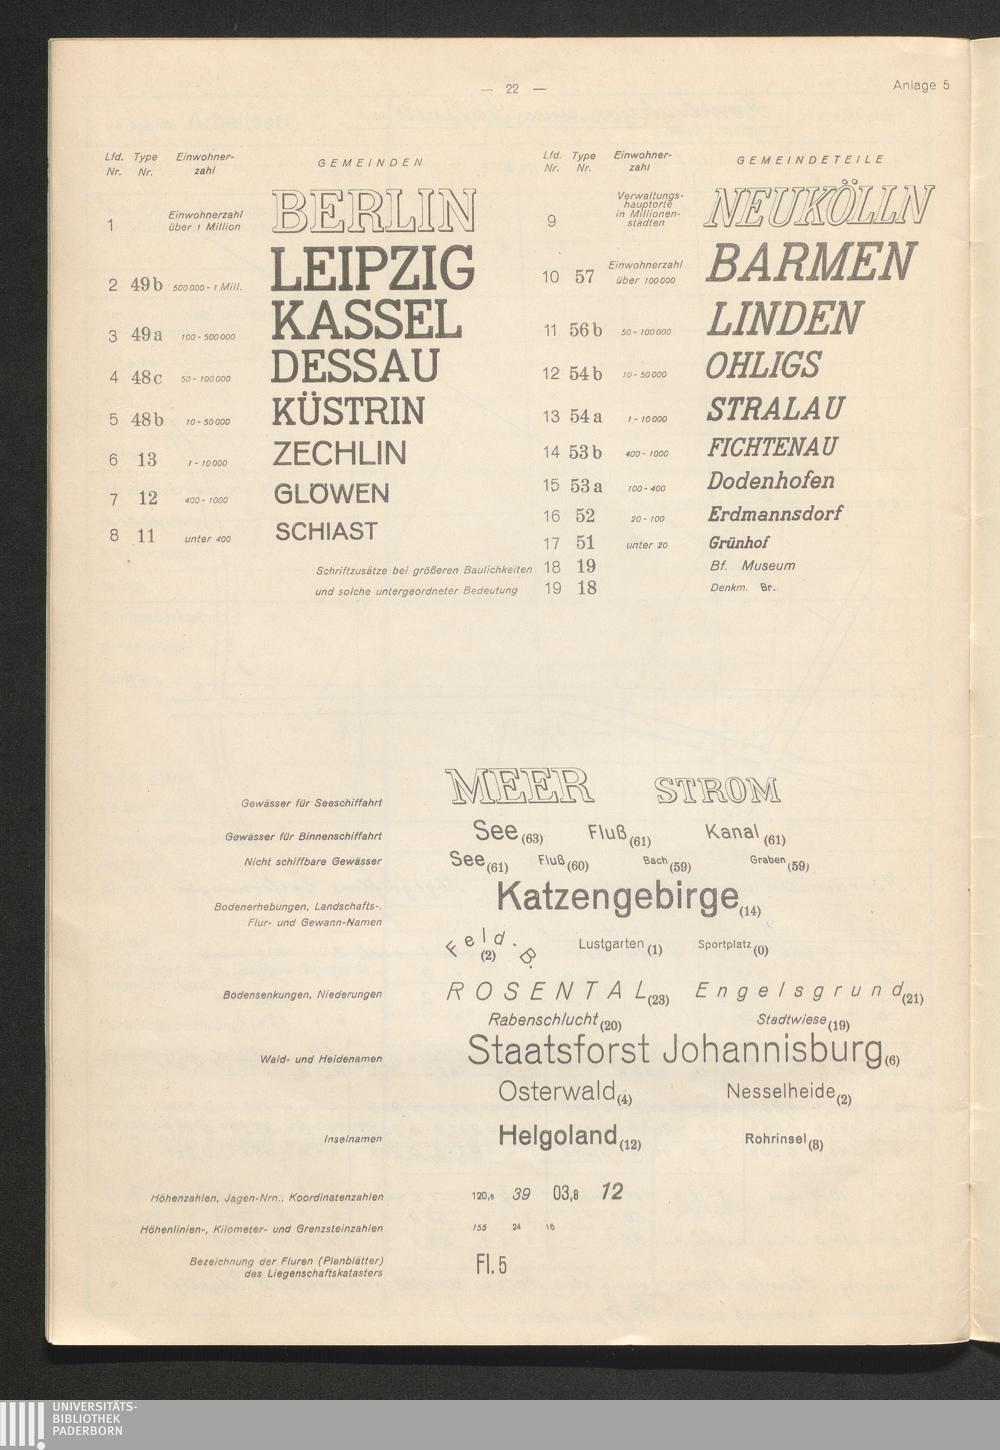 — 22 —
Anlage 5
Lfd. Nr. Type Nr. Einwohner-zahl GEMEINDEN
1 Einwohnerzahl über 1 Million BERLIN
2 49b 500000 - 1 Mill. LEIPZIG
3 49a 100 - 500000 KASSEL
4 48c 50 - 100000 DESSAU
5 48b 10 - 50000 KÜSTRIN
6 13 1 - 10000 ZECHLIN
7 12 400 - 1000 GLÖWEN
8 11 unter 400 SCHIAST
Lfd. Nr. Type Nr. Einwohner-zahl GEMEINDETEILE
9 Verwaltungs-hauptorte in Millionen-städten NEUKÖLLN
10 57 Einwohnerzahl über 100000 BARMEN
11 56b 50 - 100000 LINDEN
12 54b 10 - 50000 OHLIGS
13 54a 1 - 10000 STRALAU
14 53b 400 - 1000 FICHTENAU
15 53a 100 - 400 Dodenhofen
16 52 20 - 100 Erdmannsdorf
17 51 unter 20 Grünhof
Schriftzusätze bei größeren Baulichkeiten 18 19 Bf. Museum
und solche untergeordneter Bedeutung 19 18 Denkm. Br.
Gewässer für Seeschiffahrt MEER STROM
Gewässer für Binnenschiffahrt See (63) Fluß (61) Kanal (61)
Nicht schiffbare Gewässer See (61) Fluß (60) Bach (59) Graben (59)
Bodenerhebungen, Landschafts-,
Flur- und Gewann-Namen
Katzengebirge (14)
Feld-B. (2) Lustgarten (1) Sportplatz (0)
Bodensenkungen, Niederungen ROSENTAL (23) Engelsgrund (21)
Rabenschlucht (20) Stadtwiese (19)
Wald- und Heidenamen Staatsforst Johannisburg (6)
Osterwald (4) Nesselheide (2)
Inselnamen Helgoland (12) Rohrinsel (8)
Höhenzahlen, Jagen-Nrn., Koordinatenzahlen 120,6 39 03,8 12
Höhenlinien-, Kilometer- und Grenzsteinzahlen 155 24 16
Bezeichnung der Fluren (Planblätter)
des Liegenschaftskatasters
Fl. 5
UNIVERSITÄTS-
BIBLIOTHEK
PADERBORN